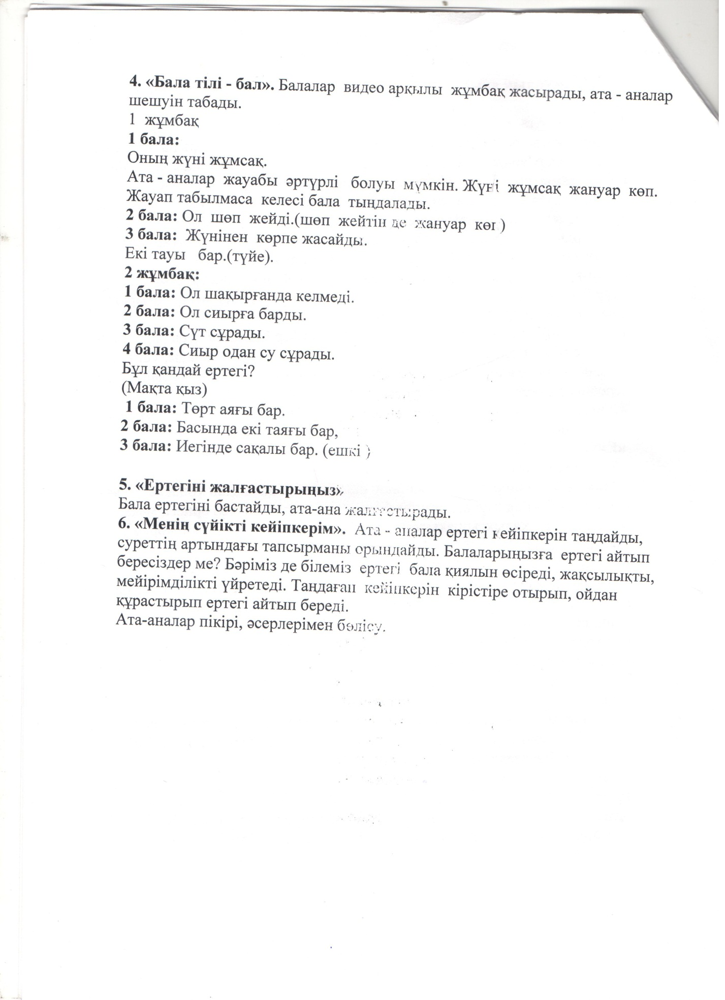 4. «Бала тілі - бал». Балалар видео арқылы жұмбақ жасырады, ата - аналар
шешуін табады.
1 жұмбақ
1 бала:
Оның жүні жұмсақ.
Ата - аналар жауабы әртүрлі болуы мүмкін. Жүні жұмсақ жануар көп.
Жауап табылмаса келесі бала тыңдалады.
2 бала: Ол шөп жейді.(шөп жейтін де жануар көп)
3 бала: Жүнінен көрпе жасайды.
Екі тауы бар.(түйе).
2 жұмбақ:
1 бала: Ол шақырғанда келмеді.
2 бала: Ол сиырға барды.
3 бала: Сүт сұрады.
4 бала: Сиыр одан су сұрады.
Бұл қандай ертегі?
(Мақта қыз)
1 бала: Төрт аяғы бар.
2 бала: Басында екі таяғы бар,
3 бала: Иегінде сақалы бар. (ешкі )
5. «Ертегіні жалғастырыңыз»
Бала ертегіні бастайды, ата-ана жалғастырады.
6. «Менің сүйікті кейіпкерім». Ата - аналар ертегі кейіпкерін таңдайды,
суреттің артындағы тапсырманы орындайды. Балаларыңызға ертегі айтып
бересіздер ме? Бәріміз де білеміз ертегі бала қиялын өсіреді, жақсылықты,
мейірімділікті үйретеді. Таңдаған кейіпкерін кірістіре отырып, ойдан
құрастырып ертегі айтып береді.
Ата-аналар пікірі, әсерлерімен бөлісу.